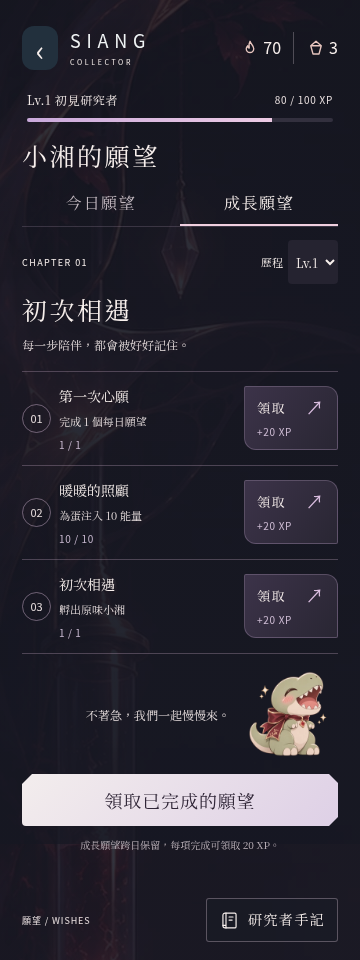 ‹
SIANG
COLLECTOR
70
3
Lv.1 初見研究者
80 / 100 XP
小湘的願望
今日願望
成長願望
CHAPTER 01
歷程
Lv.1
初次相遇
每一步陪伴，都會被好好記住。
01
第一次心願
完成 1 個每日願望
1 / 1
領取
+20 XP
02
暖暖的照顧
為蛋注入 10 能量
10 / 10
領取
+20 XP
03
初次相遇
孵出原味小湘
1 / 1
領取
+20 XP
不著急，我們一起慢慢來。
領取已完成的願望
成長願望跨日保留，每項完成可領取 20 XP。
願望 / WISHES
研究者手記